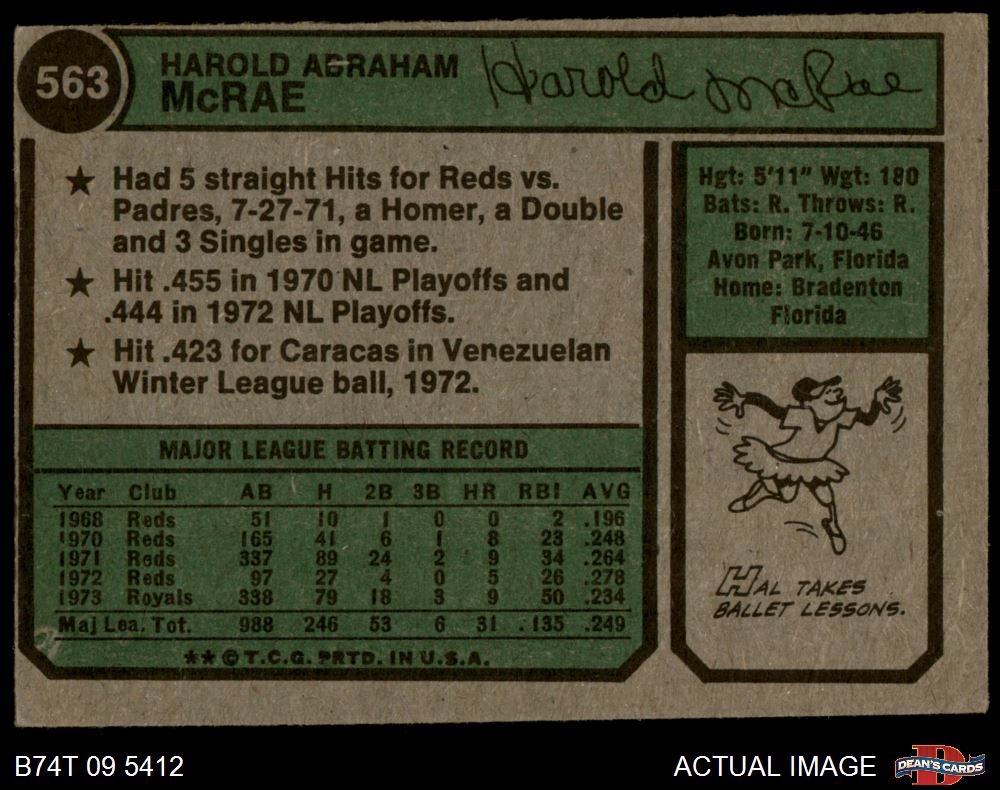 563
HAROLD ABRAHAM
McRAE
Harold McRae
★ Had 5 straight Hits for Reds vs.
Padres, 7-27-71, a Homer, a Double
and 3 Singles in game.
★ Hit .455 in 1970 NL Playoffs and
.444 in 1972 NL Playoffs.
★ Hit .423 for Caracas in Venezuelan
Winter League ball, 1972.
Hgt: 5'11" Wgt: 180
Bats: R. Throws: R.
Born: 7-10-46
Avon Park, Florida
Home: Bradenton
Florida
MAJOR LEAGUE BATTING RECORD
Year Club AB H 2B 3B HR RBI AVG
1968 Reds 51 10 1 0 0 2 .196
1970 Reds 165 41 6 1 8 23 .248
1971 Reds 337 89 24 2 9 34 .264
1972 Reds 97 27 4 0 5 26 .278
1973 Royals 338 79 18 3 9 50 .234
Maj Lea. Tot. 988 246 53 6 31 135 .249
★★ © T.C.G. PRTD. IN U.S.A.
HAL TAKES
BALLET LESSONS.
B74T 09 5412
ACTUAL IMAGE
D
DEAN'S CARDS